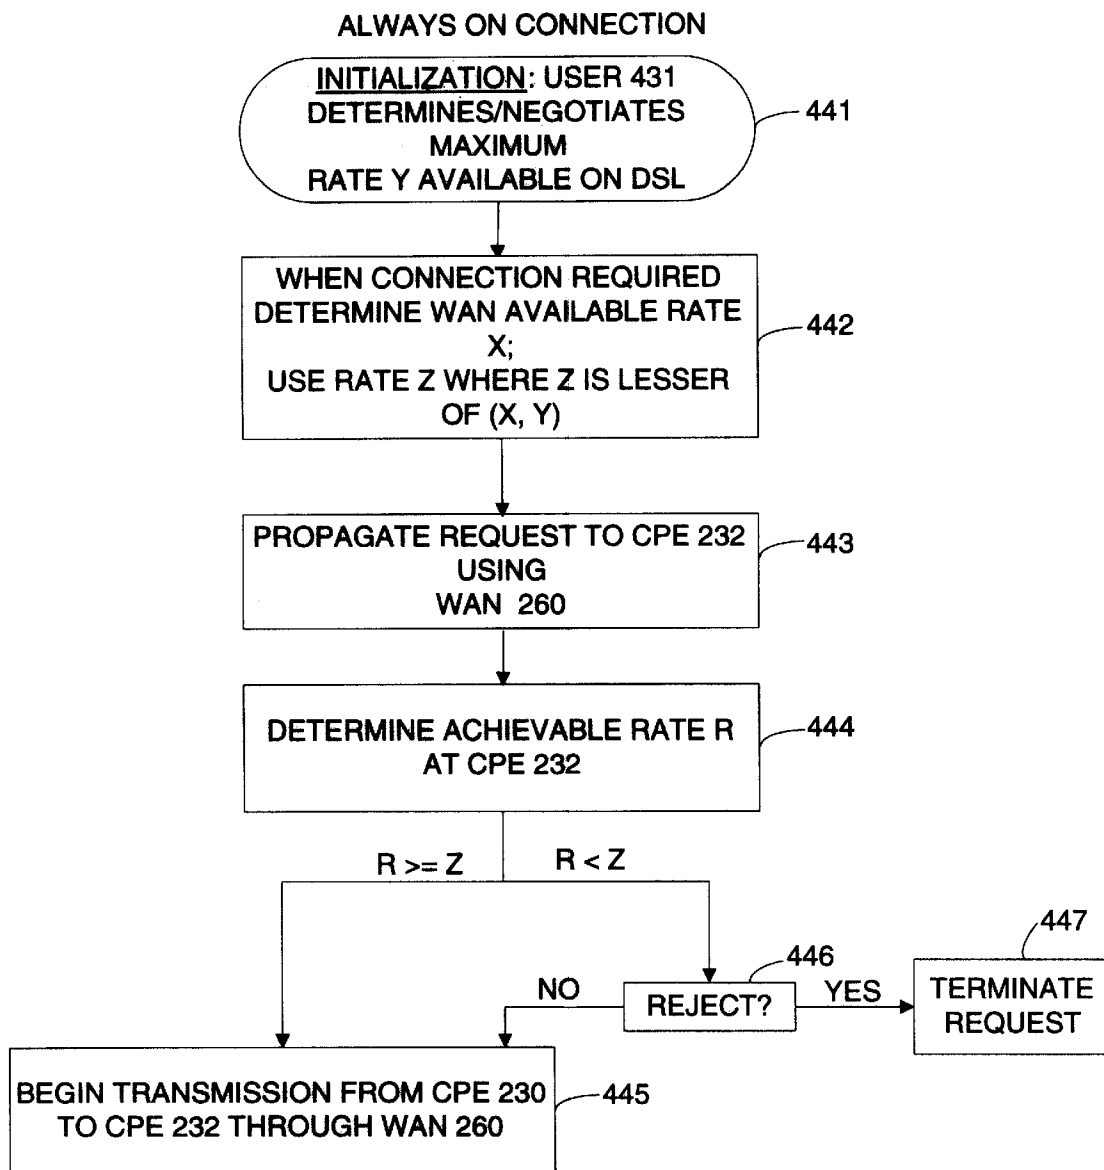 ALWAYS ON CONNECTION
INITIALIZATION: USER 431
DETERMINES/NEGOTIATES
MAXIMUM
RATE Y AVAILABLE ON DSL
441
WHEN CONNECTION REQUIRED
DETERMINE WAN AVAILABLE RATE
X;
USE RATE Z WHERE Z IS LESSER
OF (X, Y)
442
PROPAGATE REQUEST TO CPE 232
USING
WAN 260
443
DETERMINE ACHIEVABLE RATE R
AT CPE 232
444
R >= Z
R < Z
446
447
NO
REJECT?
YES
TERMINATE
REQUEST
BEGIN TRANSMISSION FROM CPE 230
TO CPE 232 THROUGH WAN 260
445